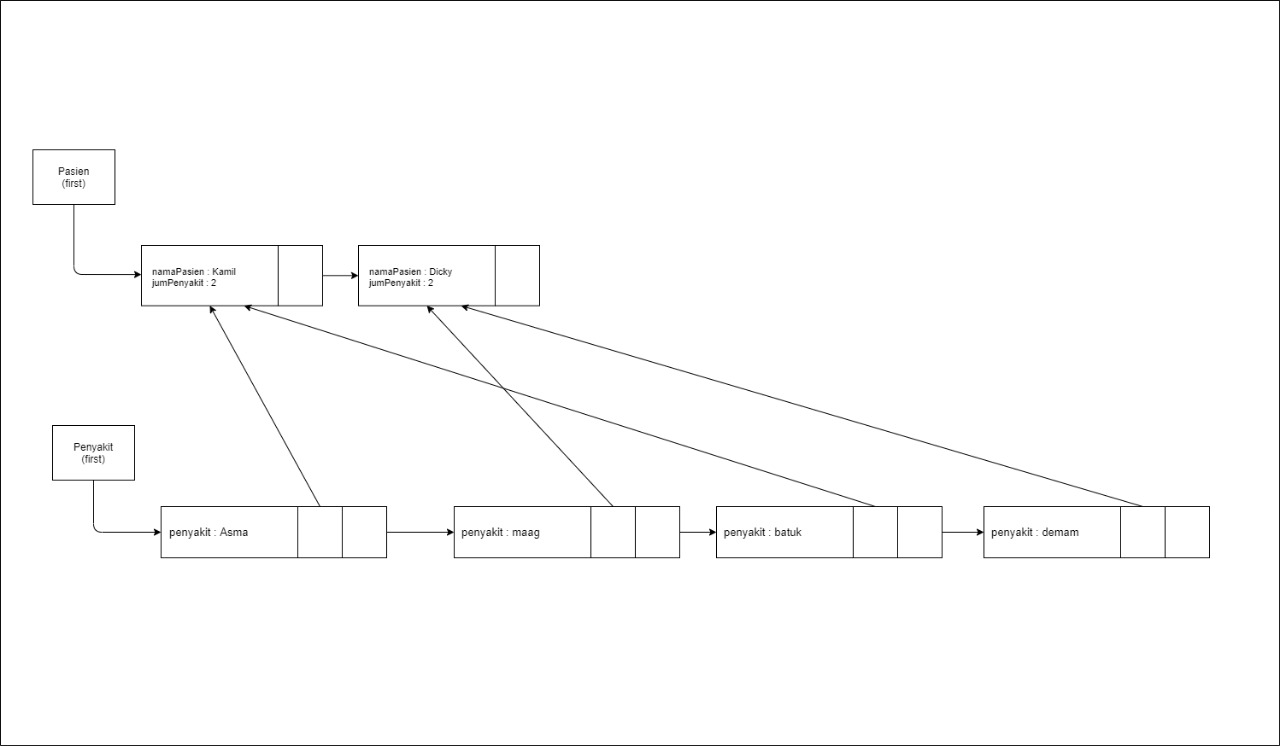 Pasien
(first)
namaPasien : Kamil
jumPenyakit : 2
namaPasien : Dicky
jumPenyakit : 2
Penyakit
(first)
penyakit : Asma
penyakit : maag
penyakit : batuk
penyakit : demam